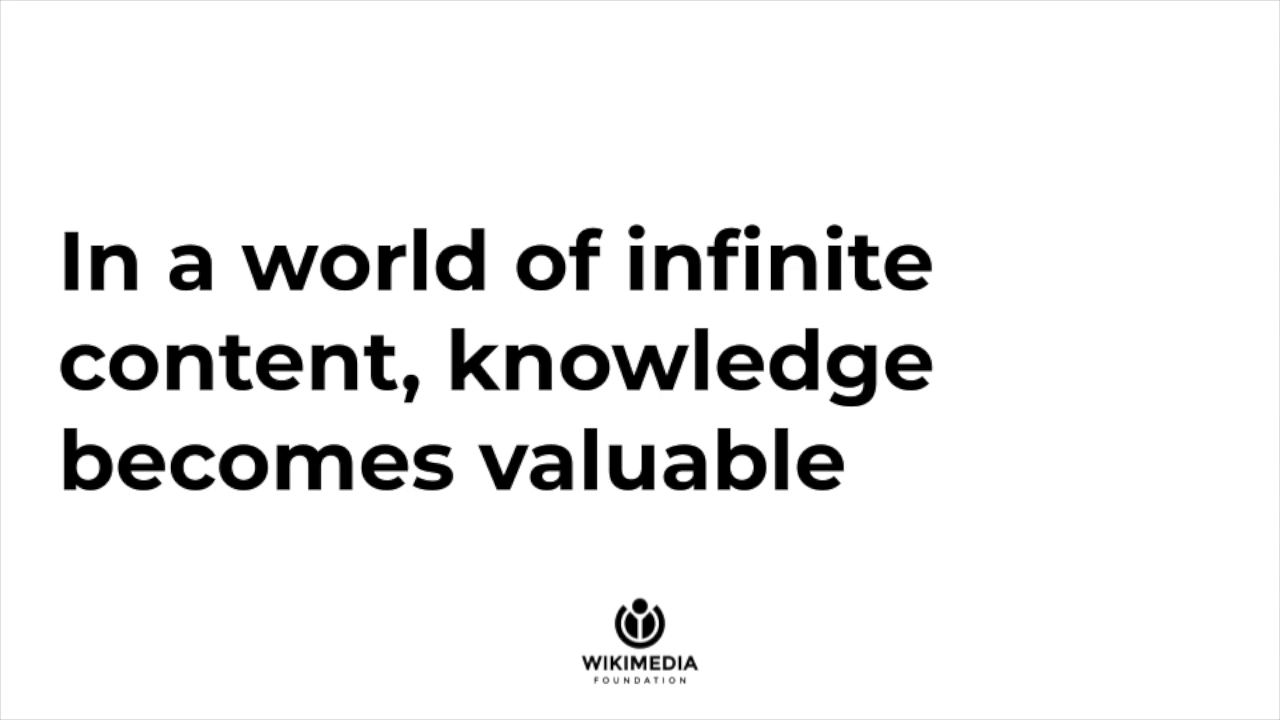 In a world of infinite
content, knowledge
becomes valuable
WIKIMEDIA
FOUNDATION